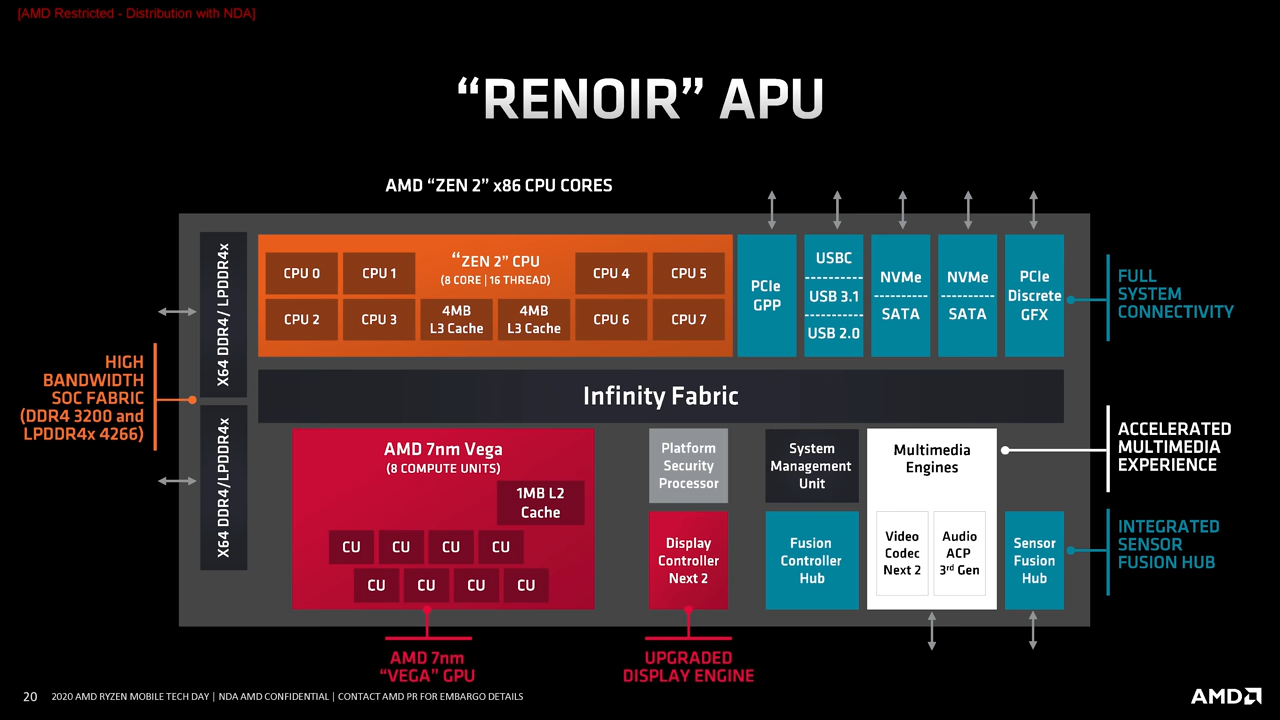 [AMD Restricted - Distribution with NDA]
“RENOIR” APU
AMD “ZEN 2” x86 CPU CORES
X64 DDR4/ LPDDR4x
X64 DDR4/LPDDR4x
“ZEN 2” CPU
(8 CORE | 16 THREAD)
CPU 0
CPU 1
CPU 4
CPU 5
CPU 2
CPU 3
4MB
L3 Cache
4MB
L3 Cache
CPU 6
CPU 7
PCIe
GPP
USBC
USB 3.1
USB 2.0
NVMe
SATA
NVMe
SATA
PCIe
Discrete
GFX
FULL
SYSTEM
CONNECTIVITY
HIGH
BANDWIDTH
SOC FABRIC
(DDR4 3200 and
LPDDR4x 4266)
Infinity Fabric
AMD 7nm Vega
(8 COMPUTE UNITS)
1MB L2
Cache
CU
CU
CU
CU
CU
CU
CU
CU
Platform
Security
Processor
Display
Controller
Next 2
System
Management
Unit
Fusion
Controller
Hub
Multimedia
Engines
Video
Codec
Next 2
Audio
ACP
3rd Gen
Sensor
Fusion
Hub
ACCELERATED
MULTIMEDIA
EXPERIENCE
INTEGRATED
SENSOR
FUSION HUB
AMD 7nm
“VEGA” GPU
UPGRADED
DISPLAY ENGINE
20 2020 AMD RYZEN MOBILE TECH DAY | NDA AMD CONFIDENTIAL | CONTACT AMD PR FOR EMBARGO DETAILS
AMD